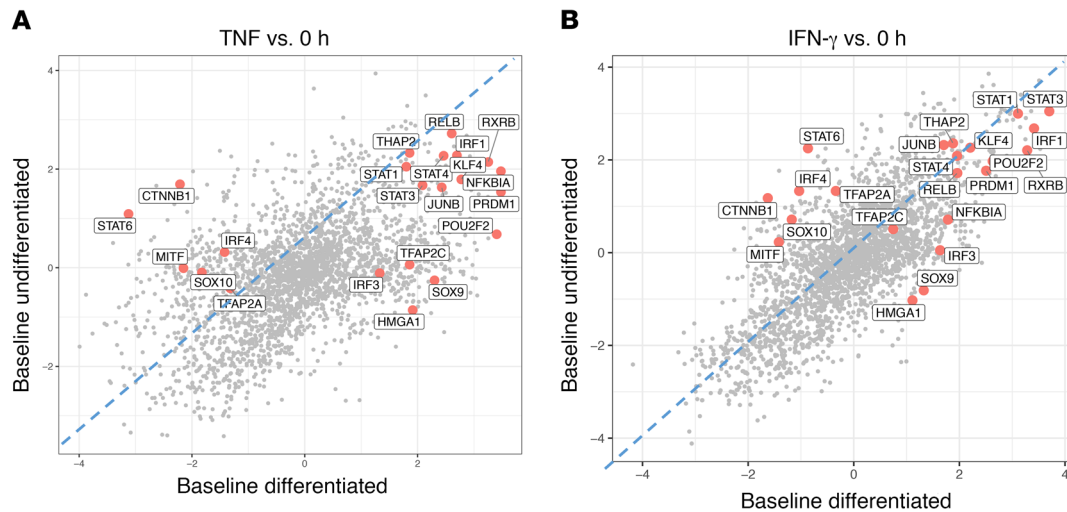 A
TNF vs. 0 h
Baseline undifferentiated
4
2
0
−2
RELB
RXRB
THAP2
IRF1
STAT1
STAT4
KLF4
CTNNB1
NFKBIA
STAT3
JUNB
PRDM1
STAT6
POU2F2
IRF4
MITF
TFAP2C
SOX10
IRF3
SOX9
TFAP2A
HMGA1
−4
−2
0
2
Baseline differentiated
B
IFN-γ vs. 0 h
Baseline undifferentiated
4
2
0
−2
−4
STAT1
STAT3
THAP2
STAT6
JUNB
KLF4
IRF1
STAT4
POU2F2
IRF4
TFAP2A
RELB
PRDM1
RXRB
CTNNB1
TFAP2C
NFKBIA
SOX10
MITF
IRF3
SOX9
HMGA1
−4
−2
0
2
4
Baseline differentiated